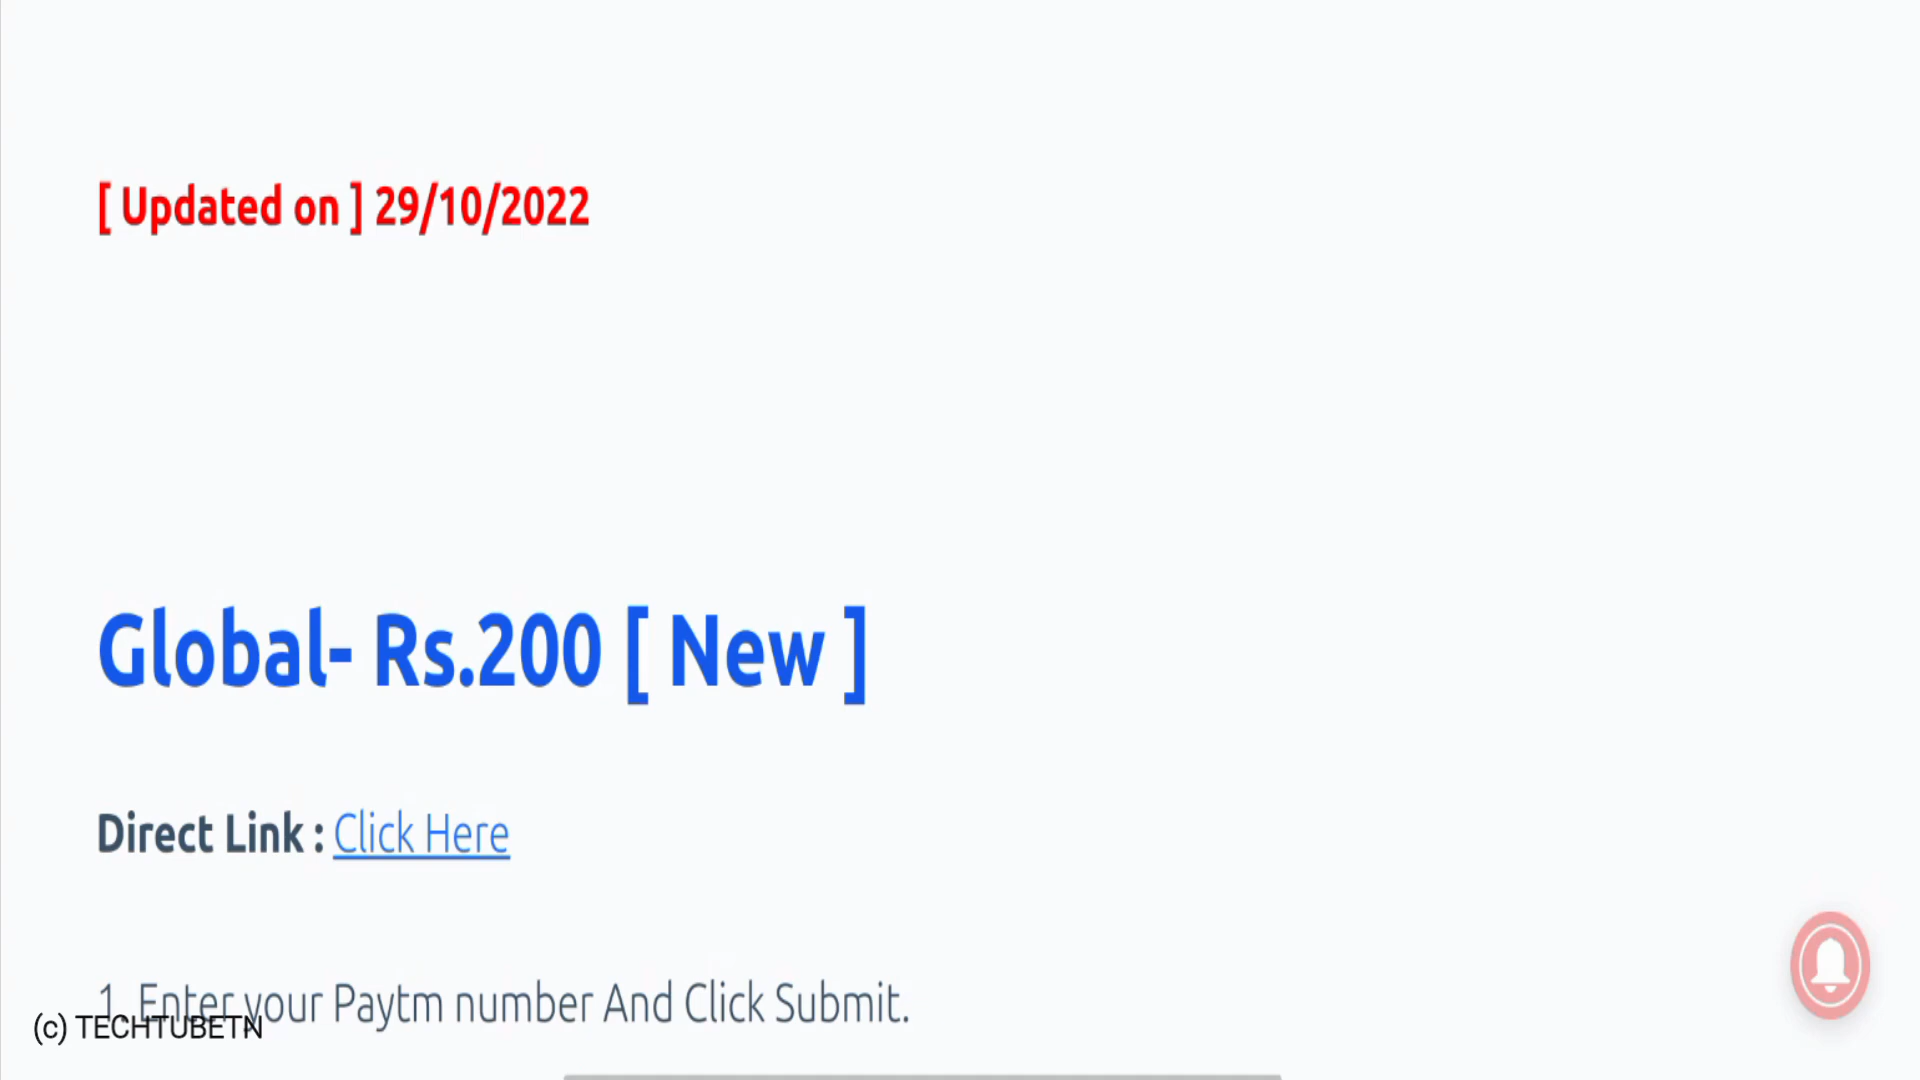 [ Updated on ] 29/10/2022
Global- Rs.200 [ New ]
Direct Link : Click Here
1. Enter your Paytm number And Click Submit.
(c) TECHTUBETN